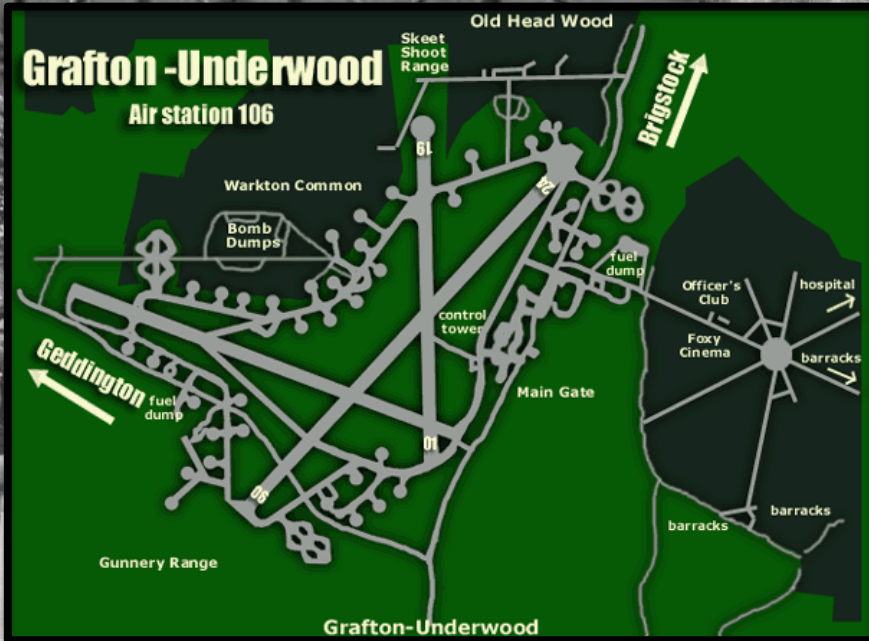 Old Head Wood
Skeet
Shoot
Range
Grafton -Underwood
Air station 106
Brigstock
19
24
Warkton Common
Bomb
Dumps
fuel
dump
Officer's
Club
hospital
control
tower
Foxy
Cinema
barracks
Geddington
fuel
dump
Main Gate
01
06
barracks
barracks
Gunnery Range
Grafton-Underwood